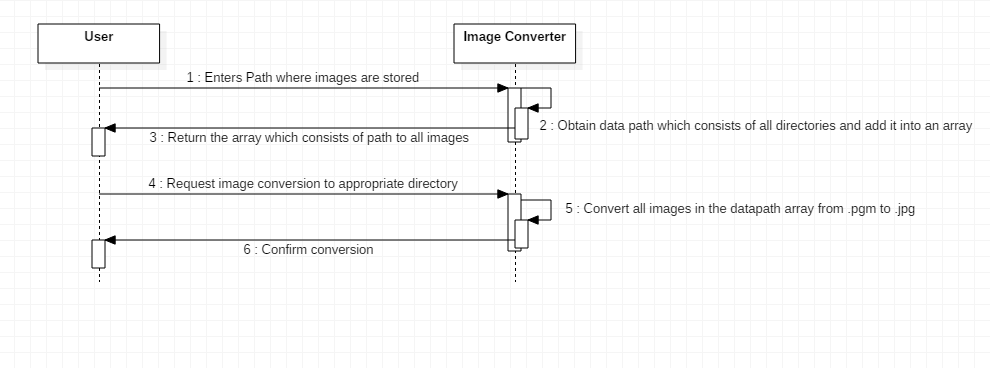 User
Image Converter
1 : Enters Path where images are stored
2 : Obtain data path which consists of all directories and add it into an array
3 : Return the array which consists of path to all images
4 : Request image conversion to appropriate directory
5 : Convert all images in the datapath array from .pgm to .jpg
6 : Confirm conversion